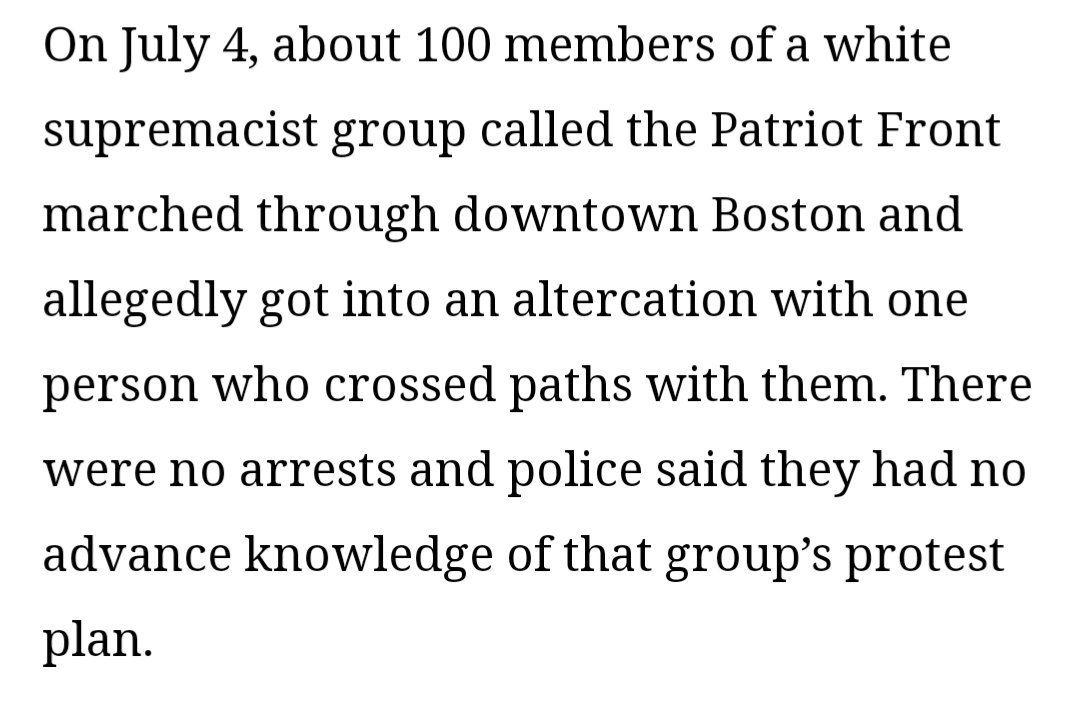 On July 4, about 100 members of a white
supremacist group called the Patriot Front
marched through downtown Boston and
allegedly got into an altercation with one
person who crossed paths with them. There
were no arrests and police said they had no
advance knowledge of that group’s protest
plan.